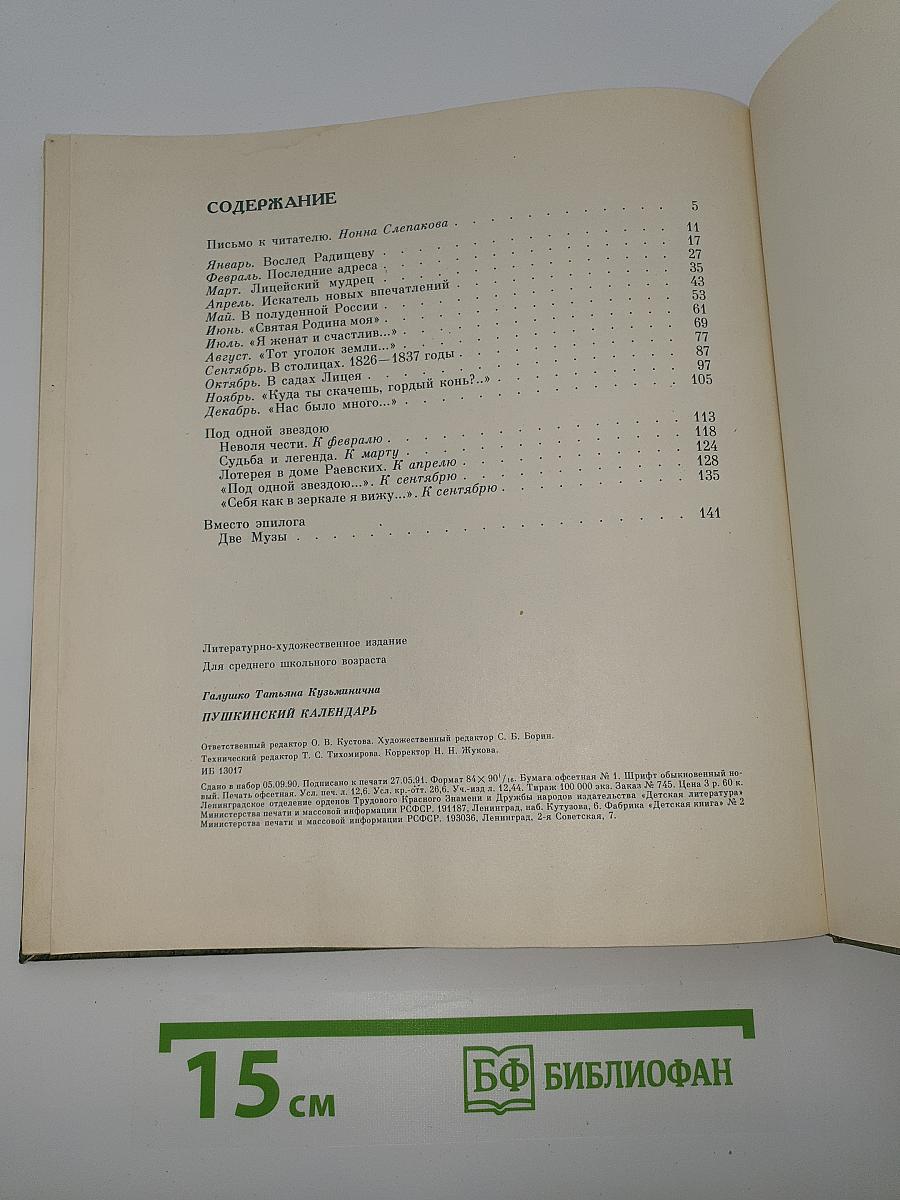 СОДЕРЖАНИЕ
Письмо к читателю. Нонна Слепакова . . . . . . . . . . . 5
Январь. Вослед Радищеву . . . . . . . . . . . 11
Февраль. Последние адреса . . . . . . . . . . . 17
Март. Лицейский мудрец . . . . . . . . . . . 27
Апрель. Искатель новых впечатлений . . . . . . . . . . . 35
Май. В полуденной России . . . . . . . . . . . 43
Июнь. «Святая Родина моя» . . . . . . . . . . . 53
Июль. «Я женат и счастлив...» . . . . . . . . . . . 61
Август. «Тот уголок земли...» . . . . . . . . . . . 69
Сентябрь. В столицах. 1826—1837 годы . . . . . . . . . . . 77
Октябрь. В садах Лицея . . . . . . . . . . . 87
Ноябрь. «Куда ты скачешь, гордый конь?..» . . . . . . . . . . . 97
Декабрь. «Нас было много...» . . . . . . . . . . . 105
Под одной звездою
Неволя чести. К февралю . . . . . . . . . . . 113
Судьба и легенда. К марту . . . . . . . . . . . 118
Лотерея в доме Раевских. К апрелю . . . . . . . . . . . 124
«Под одной звездою...». К сентябрю . . . . . . . . . . . 128
«Себя как в зеркале я вижу...». К сентябрю . . . . . . . . . . . 135
Вместо эпилога
Две Музы . . . . . . . . . . . 141
Литературно-художественное издание
Для среднего школьного возраста
Галушко Татьяна Кузьминична
ПУШКИНСКИЙ КАЛЕНДАРЬ
Ответственный редактор О. В. Кустова. Художественный редактор С. Б. Борин.
Технический редактор Т. С. Тихомирова. Корректор Н. Н. Жукова.
ИБ 13017
Сдано в набор 05.09.90. Подписано к печати 27.05.91. Формат 84×90¹/₁₆. Бумага офсетная № 1. Шрифт обыкновенный но-
вый. Печать офсетная. Усл. печ. л. 12,6. Усл. кр.-отт. 26,6. Уч.-изд л. 12,44. Тираж 100 000 экз. Заказ № 745. Цена 3 р. 60 к.
Ленинградское отделение орденов Трудового Красного Знамени и Дружбы народов издательства «Детская литература»
Министерства печати и массовой информации РСФСР. 191187, Ленинград, наб. Кутузова, 6. Фабрика «Детская книга» № 2
Министерства печати и массовой информации РСФСР. 193036, Ленинград, 2-я Советская, 7.
15 см
БФ БИБЛИОФАН